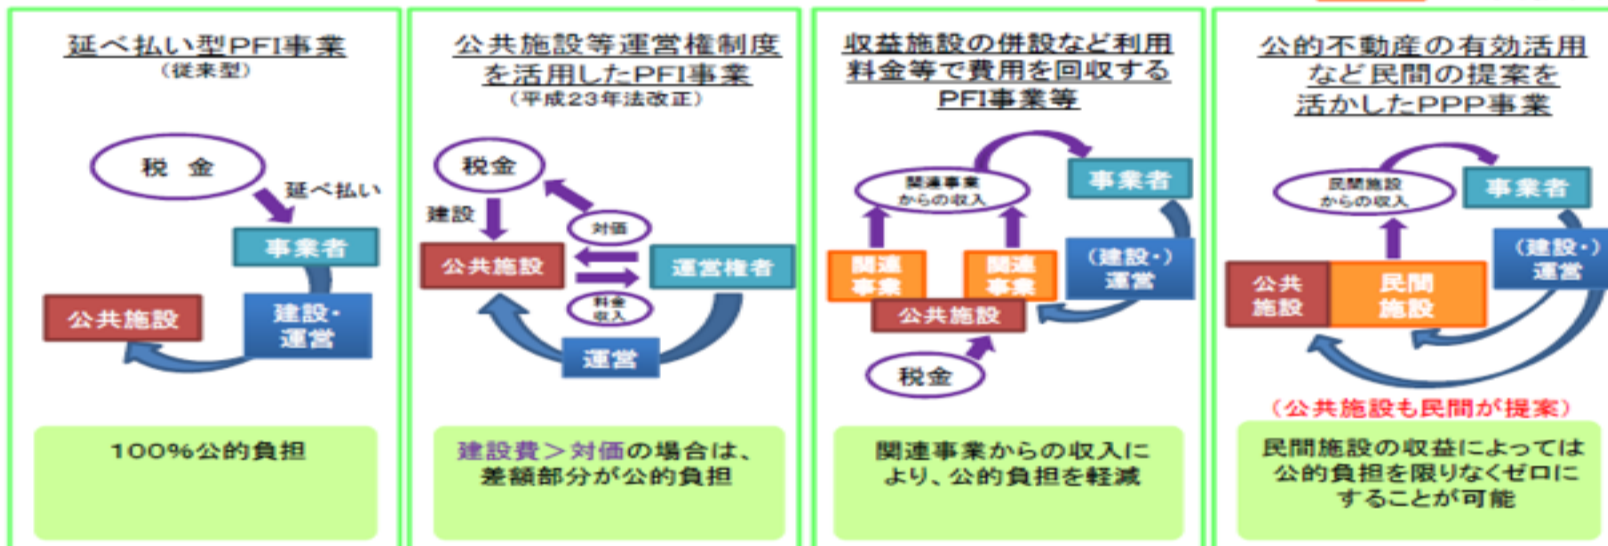 延べ払い型PFI事業
(従来型)
税 金
延べ払い
事業者
公共施設
建設・
運営
100%公的負担
公共施設等運営権制度
を活用したPFI事業
(平成23年法改正)
税金
建設
対価
公共施設
運営権者
料金
収入
運営
建設費＞対価の場合は、
差額部分が公的負担
収益施設の併設など利用
料金等で費用を回収する
PFI事業等
関連事業
からの収入
事業者
関連
事業
関連
事業
(建設・)
運営
公共施設
税金
関連事業からの収入に
より、公的負担を軽減
公的不動産の有効活用
など民間の提案を
活かしたPPP事業
民間施設
からの収入
事業者
(建設・)
運営
公共
施設
民間
施設
(公共施設も民間が提案)
民間施設の収益によっては
公的負担を限りなくゼロに
することが可能